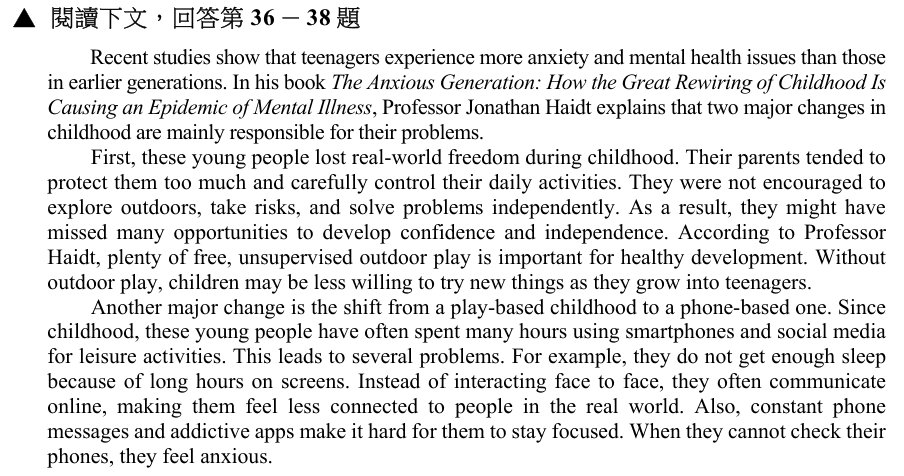 ▲ 閱讀下文，回答第 36 － 38 題
Recent studies show that teenagers experience more anxiety and mental health issues than those
in earlier generations. In his book The Anxious Generation: How the Great Rewiring of Childhood Is
Causing an Epidemic of Mental Illness, Professor Jonathan Haidt explains that two major changes in
childhood are mainly responsible for their problems.
First, these young people lost real-world freedom during childhood. Their parents tended to
protect them too much and carefully control their daily activities. They were not encouraged to
explore outdoors, take risks, and solve problems independently. As a result, they might have
missed many opportunities to develop confidence and independence. According to Professor
Haidt, plenty of free, unsupervised outdoor play is important for healthy development. Without
outdoor play, children may be less willing to try new things as they grow into teenagers.
Another major change is the shift from a play-based childhood to a phone-based one. Since
childhood, these young people have often spent many hours using smartphones and social media
for leisure activities. This leads to several problems. For example, they do not get enough sleep
because of long hours on screens. Instead of interacting face to face, they often communicate
online, making them feel less connected to people in the real world. Also, constant phone
messages and addictive apps make it hard for them to stay focused. When they cannot check their
phones, they feel anxious.